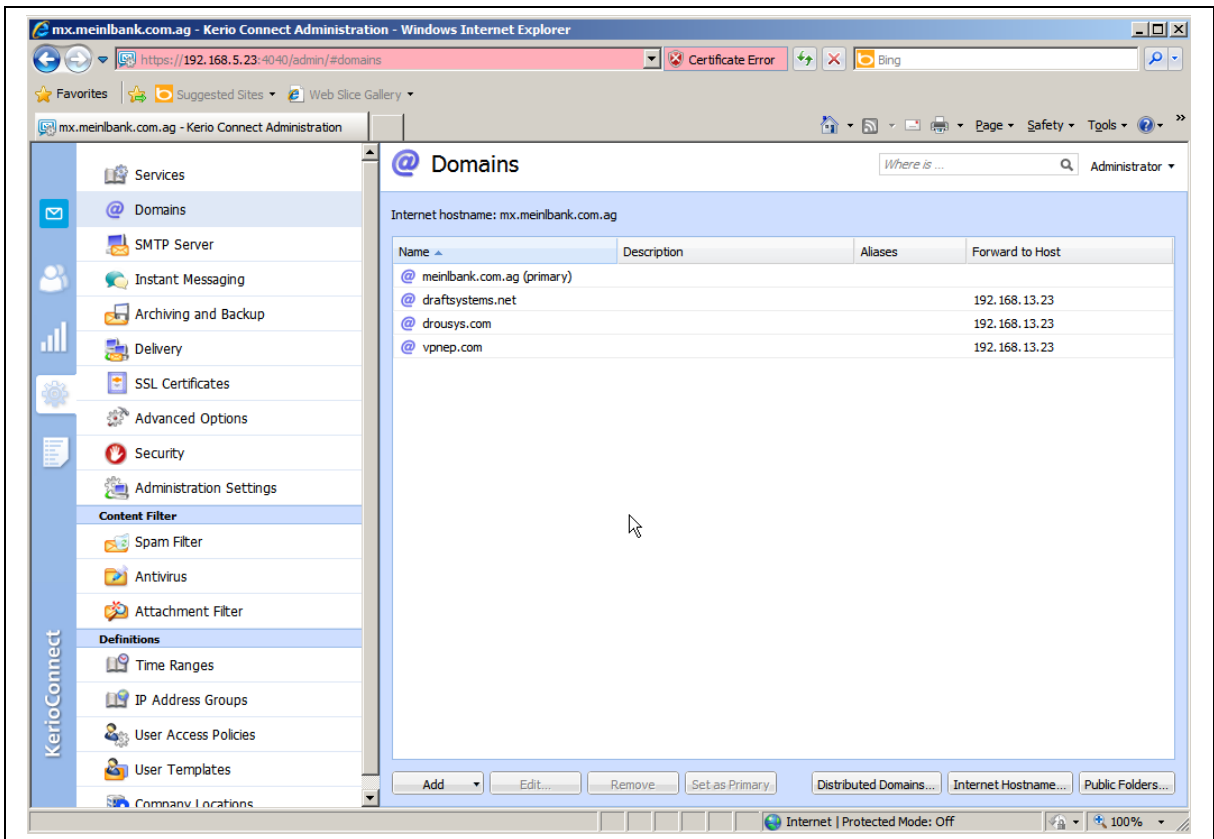 mx.meinlbank.com.ag - Kerio Connect Administration - Windows Internet Explorer
https://192.168.5.23:4040/admin/#domains Certificate Error Bing
Favorites Suggested Sites Web Slice Gallery
mx.meinlbank.com.ag - Kerio Connect Administration Page Safety Tools »
Services
Domains
SMTP Server
Instant Messaging
Archiving and Backup
Delivery
SSL Certificates
Advanced Options
Security
Administration Settings
Content Filter
Spam Filter
Antivirus
Attachment Filter
Definitions
Time Ranges
IP Address Groups
User Access Policies
User Templates
Company Locations
KerioConnect
@ Domains Where is ... Administrator
Internet hostname: mx.meinlbank.com.ag
Name Description Aliases Forward to Host
@ meinlbank.com.ag (primary)
@ draftsystems.net 192.168.13.23
@ drousys.com 192.168.13.23
@ vpnep.com 192.168.13.23
Add Edit... Remove Set as Primary Distributed Domains... Internet Hostname... Public Folders...
Internet | Protected Mode: Off 100%